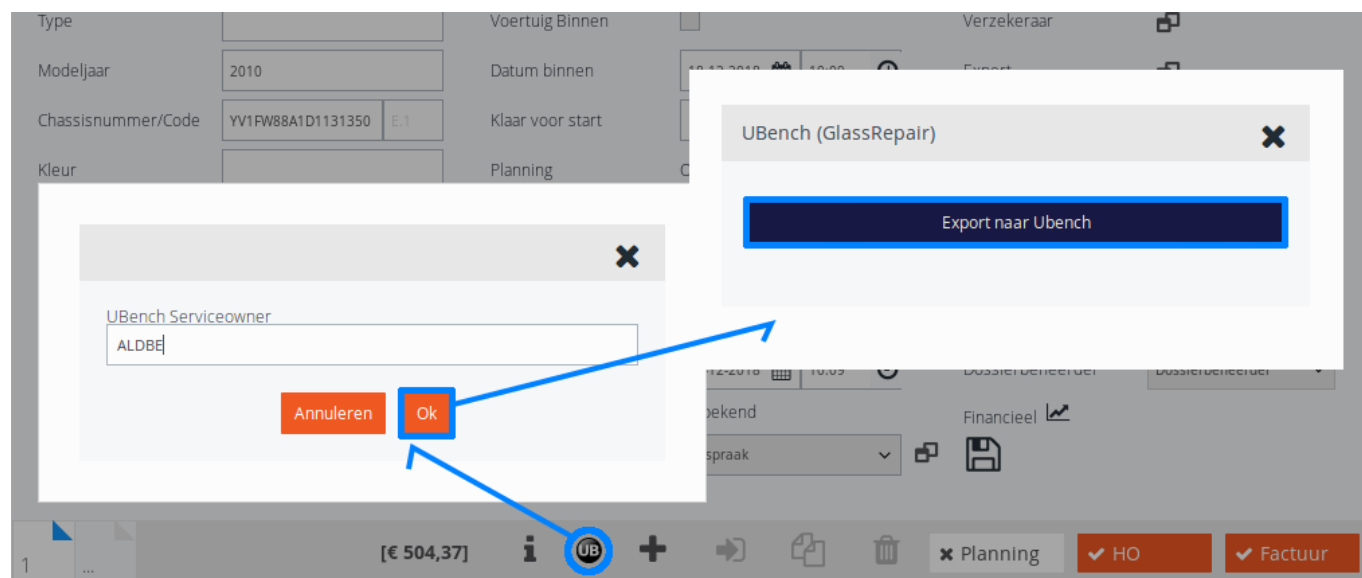 Type
Voertuig Binnen
Verzekeraar
Modeljaar
2010
Datum binnen
Chassisnummer/Code
YV1FW88A1D1131350
E.1
Klaar voor start
Kleur
Planning
UBench (GlassRepair)
Export naar Ubench
UBench Serviceowner
ALDBE
Annuleren
Ok
Financieel
1
...
[€ 504,37]
UB
Planning
HO
Factuur